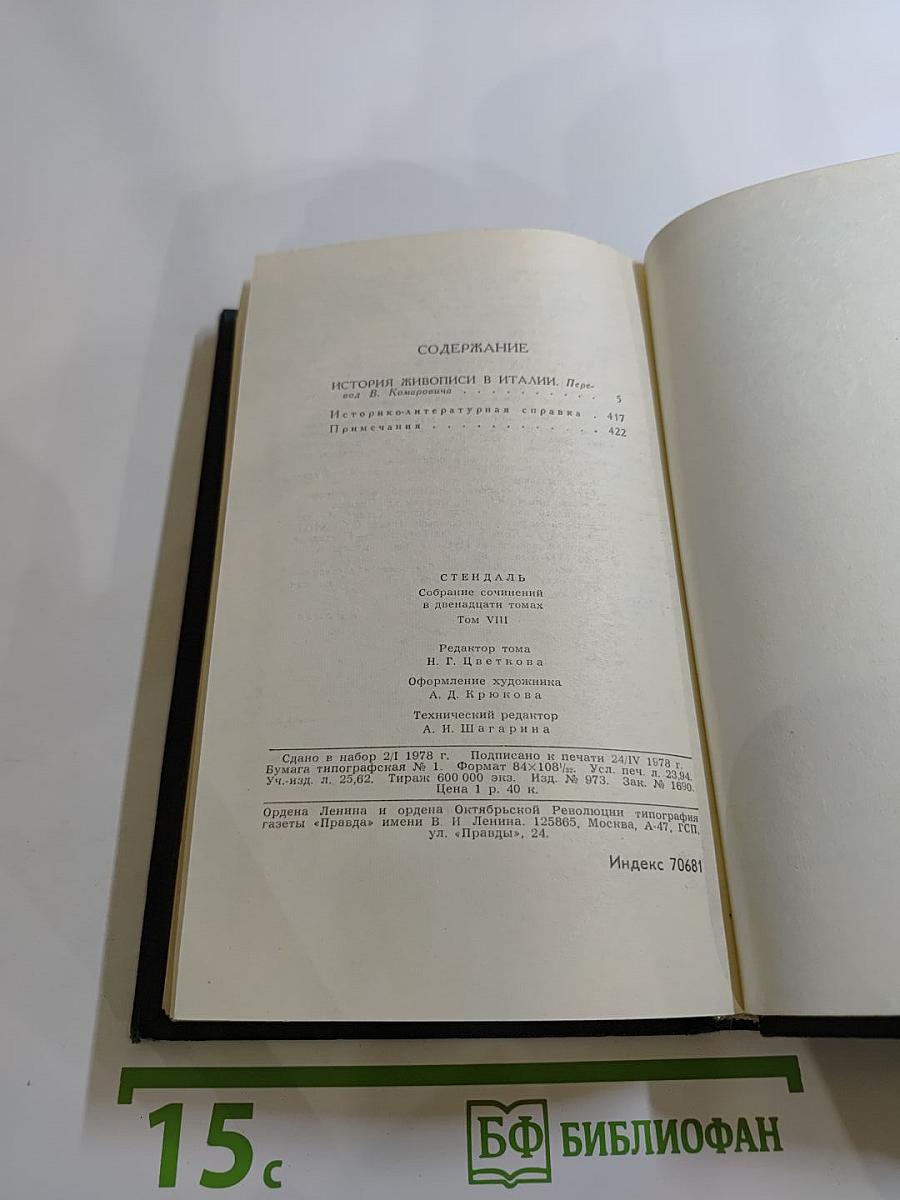 СОДЕРЖАНИЕ
ИСТОРИЯ ЖИВОПИСИ В ИТАЛИИ. Пере-
вод В. Комаровича . . . . . . . . . . 5
Историко-литературная справка . 417
Примечания . . . . . . . . . . . . 422
СТЕНДАЛЬ
Собрание сочинений
в двенадцати томах
Том VIII
Редактор тома
Н. Г. Цветкова
Оформление художника
А. Д. Крюкова
Технический редактор
А. И. Шагарина
Сдано в набор 2/I 1978 г. Подписано к печати 24/IV 1978 г.
Бумага типографская № 1. Формат 84×108¹/₃₂. Усл. печ. л. 23,94.
Уч.-изд. л. 25,62. Тираж 600 000 экз. Изд. № 973. Зак. № 1690.
Цена 1 р. 40 к.
Ордена Ленина и ордена Октябрьской Революции типография
газеты «Правда» имени В. И. Ленина. 125865, Москва, А-47, ГСП,
ул. «Правды», 24.
Индекс 70681
15 с
БФ БИБЛИОФАН